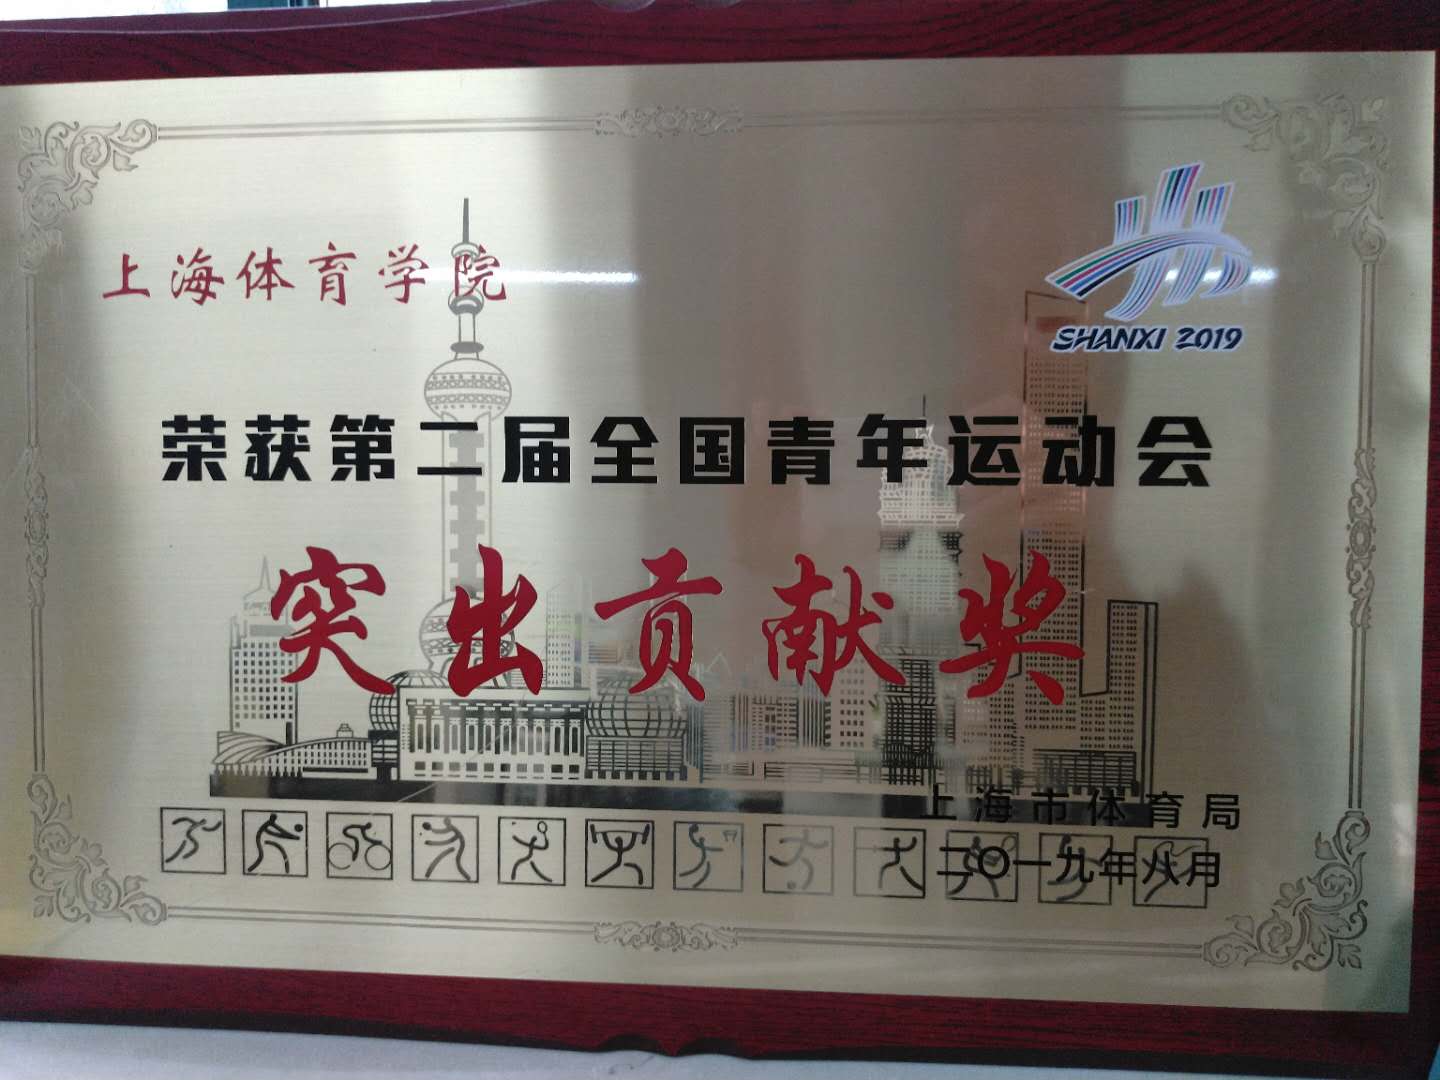 上海体育学院
SHANXI 2019
荣获第二届全国青年运动会
突出贡献奖
上海市体育局
二〇一九年八月